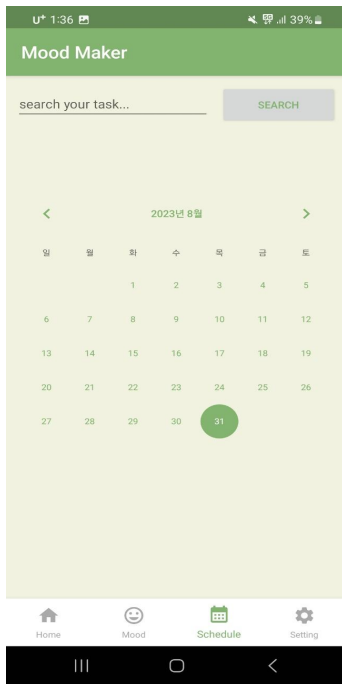 U+ 1:36 39%
Mood Maker
search your task... SEARCH
2023년 8월
일 월 화 수 목 금 토
1 2 3 4 5
6 7 8 9 10 11 12
13 14 15 16 17 18 19
20 21 22 23 24 25 26
27 28 29 30 31
Home Mood Schedule Setting